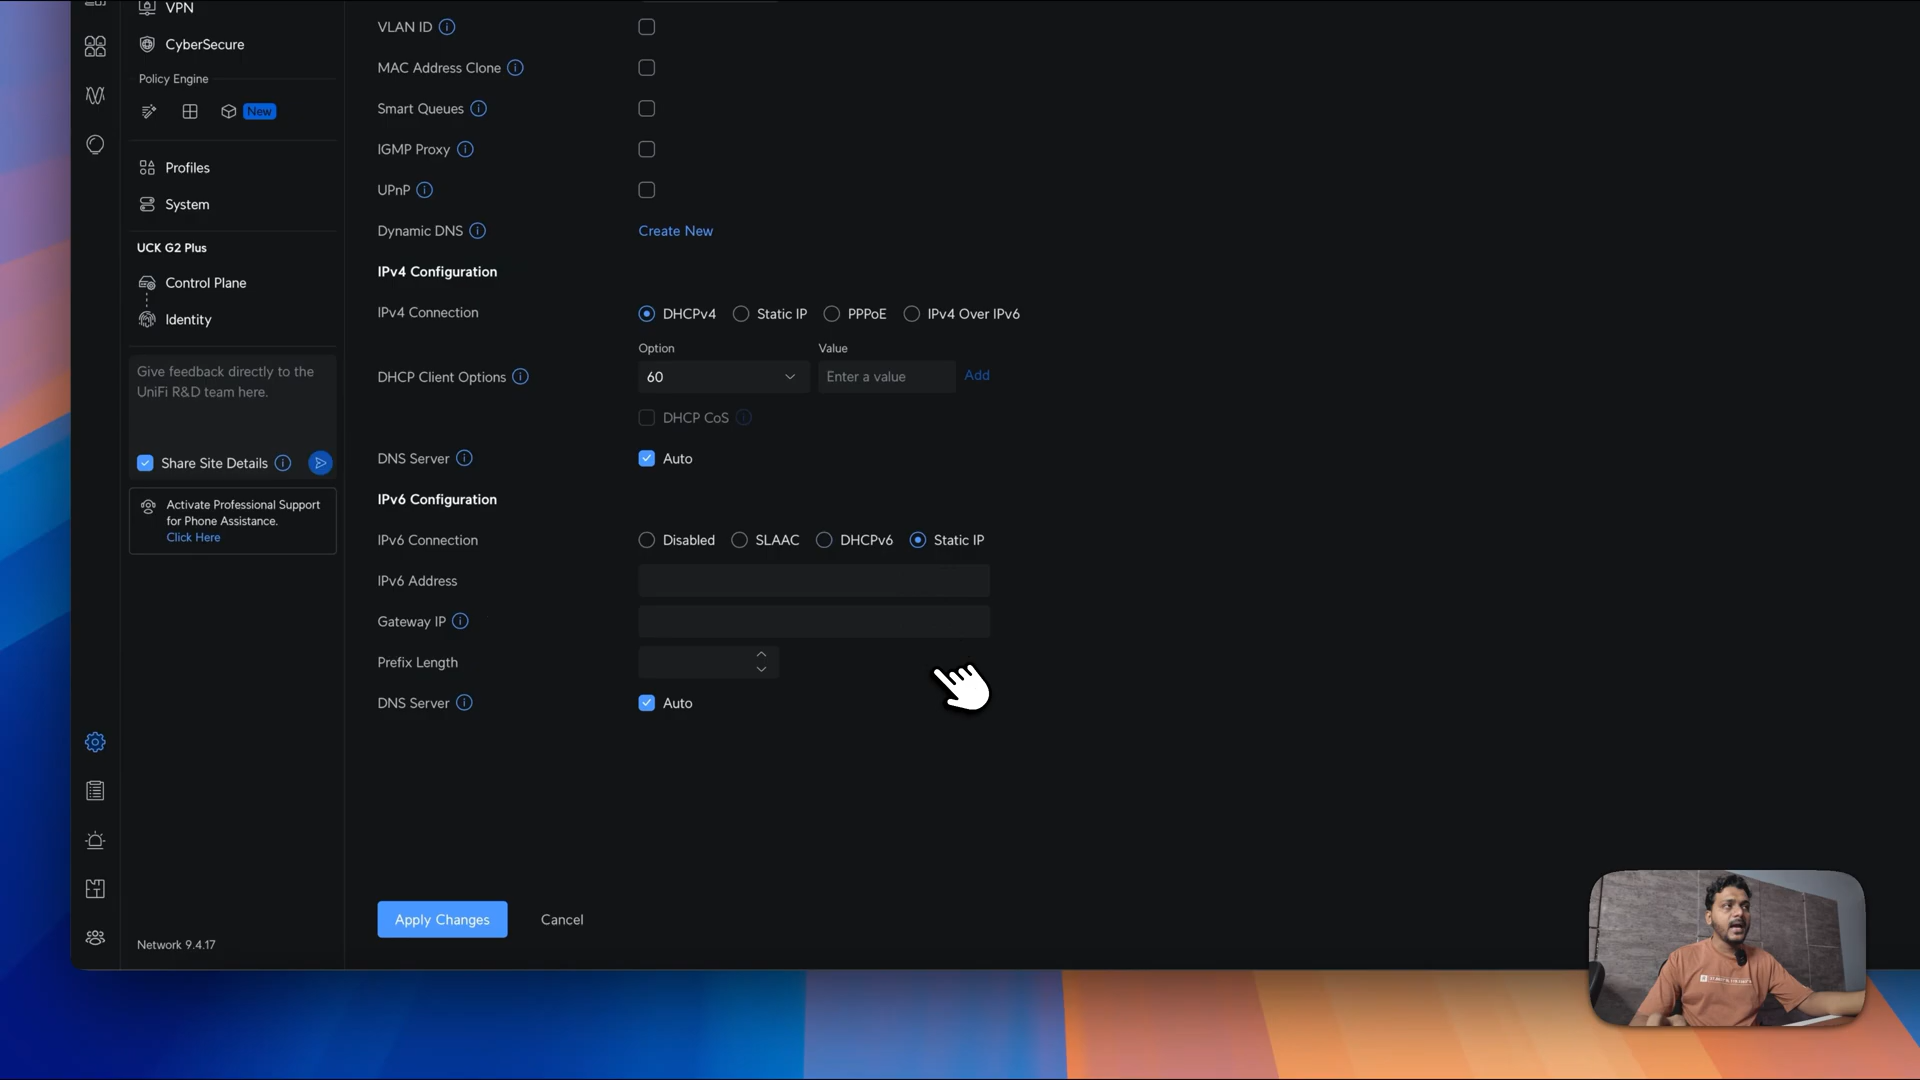 VPN
CyberSecure
Policy Engine
New
Profiles
System
UCK G2 Plus
Control Plane
Identity
Give feedback directly to the
UniFi R&D team here.
Share Site Details
Activate Professional Support
for Phone Assistance.
Click Here
Network 9.4.17
VLAN ID
MAC Address Clone
Smart Queues
IGMP Proxy
UPnP
Dynamic DNS Create New
IPv4 Configuration
IPv4 Connection DHCPv4 Static IP PPPoE IPv4 Over IPv6
Option Value
DHCP Client Options 60 Enter a value Add
DHCP CoS
DNS Server Auto
IPv6 Configuration
IPv6 Connection Disabled SLAAC DHCPv6 Static IP
IPv6 Address
Gateway IP
Prefix Length
DNS Server Auto
Apply Changes Cancel